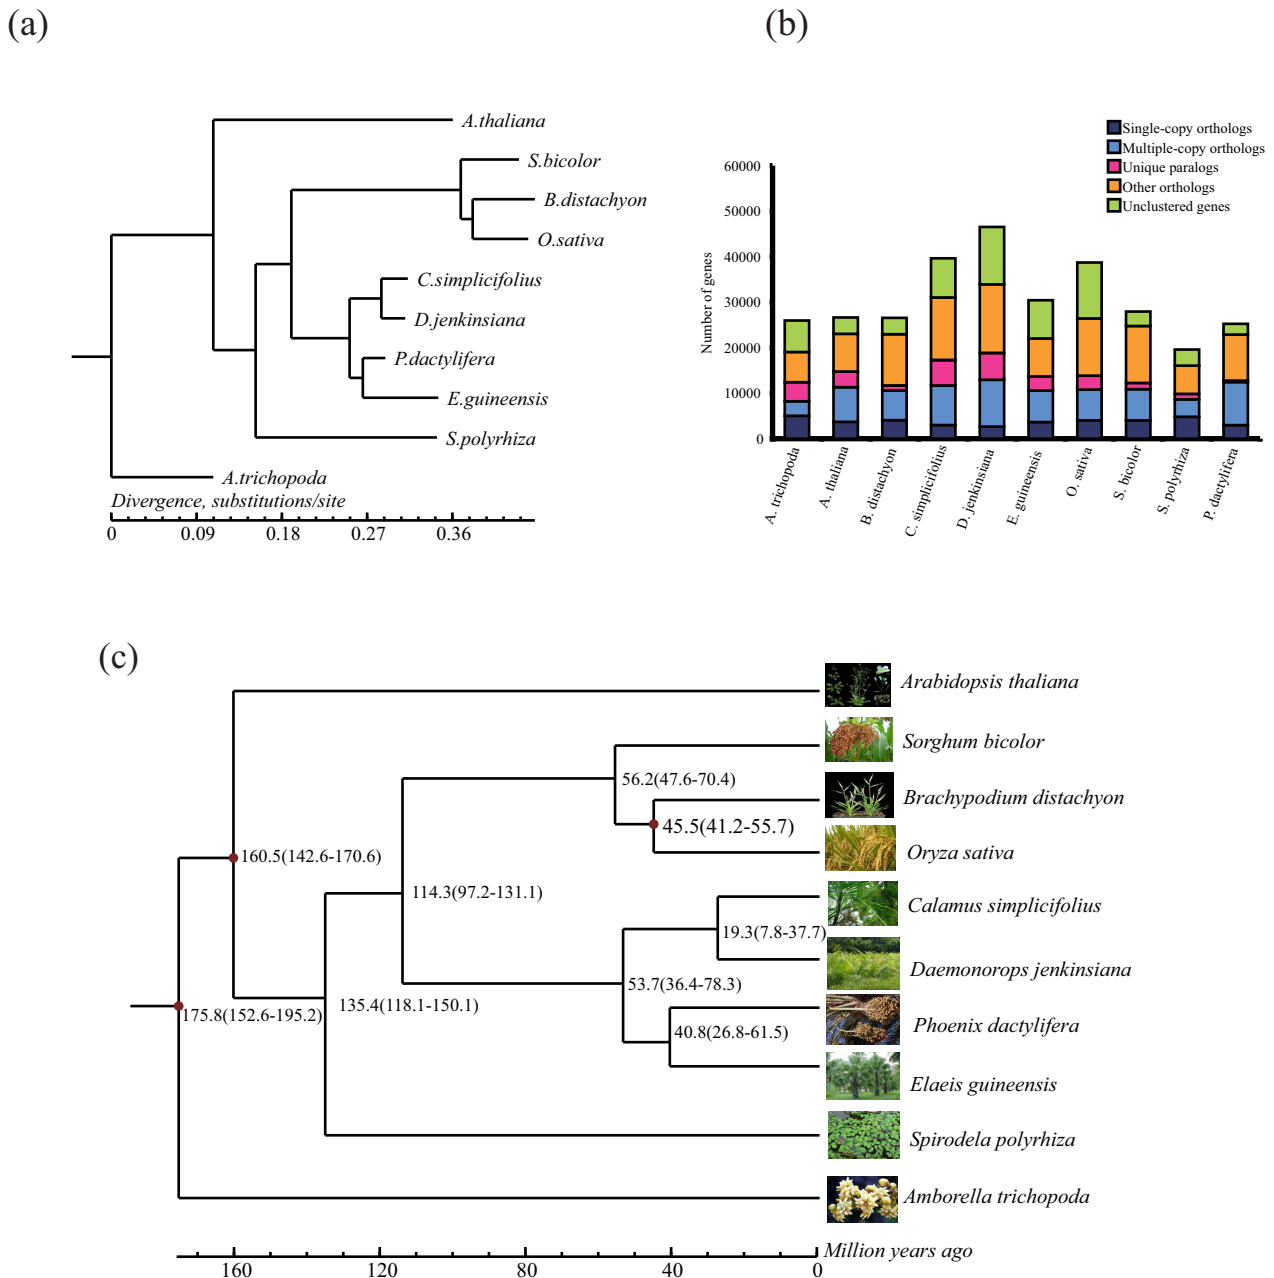 (a)
A.thaliana
S.bicolor
B.distachyon
O.sativa
C.simplicifolius
D.jenkinsiana
P.dactylifera
E.guineensis
S.polyrhiza
A.trichopoda
Divergence, substitutions/site
0 0.09 0.18 0.27 0.36
(b)
Single-copy orthologs
Multiple-copy orthologs
Unique paralogs
Other orthologs
Unclustered genes
Number of genes
60000
50000
40000
30000
20000
10000
0
A. trichopoda
A. thaliana
B. distachyon
C. simplicifolius
D. jenkinsiana
E. guineensis
O. sativa
S. bicolor
S. polyrhiza
P. dactylifera
(c)
Arabidopsis thaliana
Sorghum bicolor
56.2(47.6-70.4)
Brachypodium distachyon
45.5(41.2-55.7)
Oryza sativa
160.5(142.6-170.6)
114.3(97.2-131.1)
Calamus simplicifolius
19.3(7.8-37.7)
Daemonorops jenkinsiana
53.7(36.4-78.3)
135.4(118.1-150.1)
175.8(152.6-195.2)
Phoenix dactylifera
40.8(26.8-61.5)
Elaeis guineensis
Spirodela polyrhiza
Amborella trichopoda
Million years ago
160 120 80 40 0